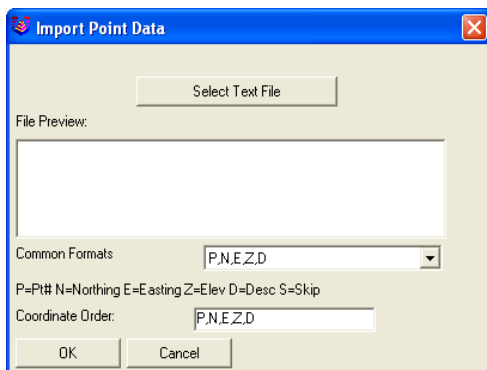 Import Point Data
Select Text File
File Preview:
Common Formats P,N,E,Z,D
P=Pt# N=Northing E=Easting Z=Elev D=Desc S=Skip
Coordinate Order: P,N,E,Z,D
OK Cancel